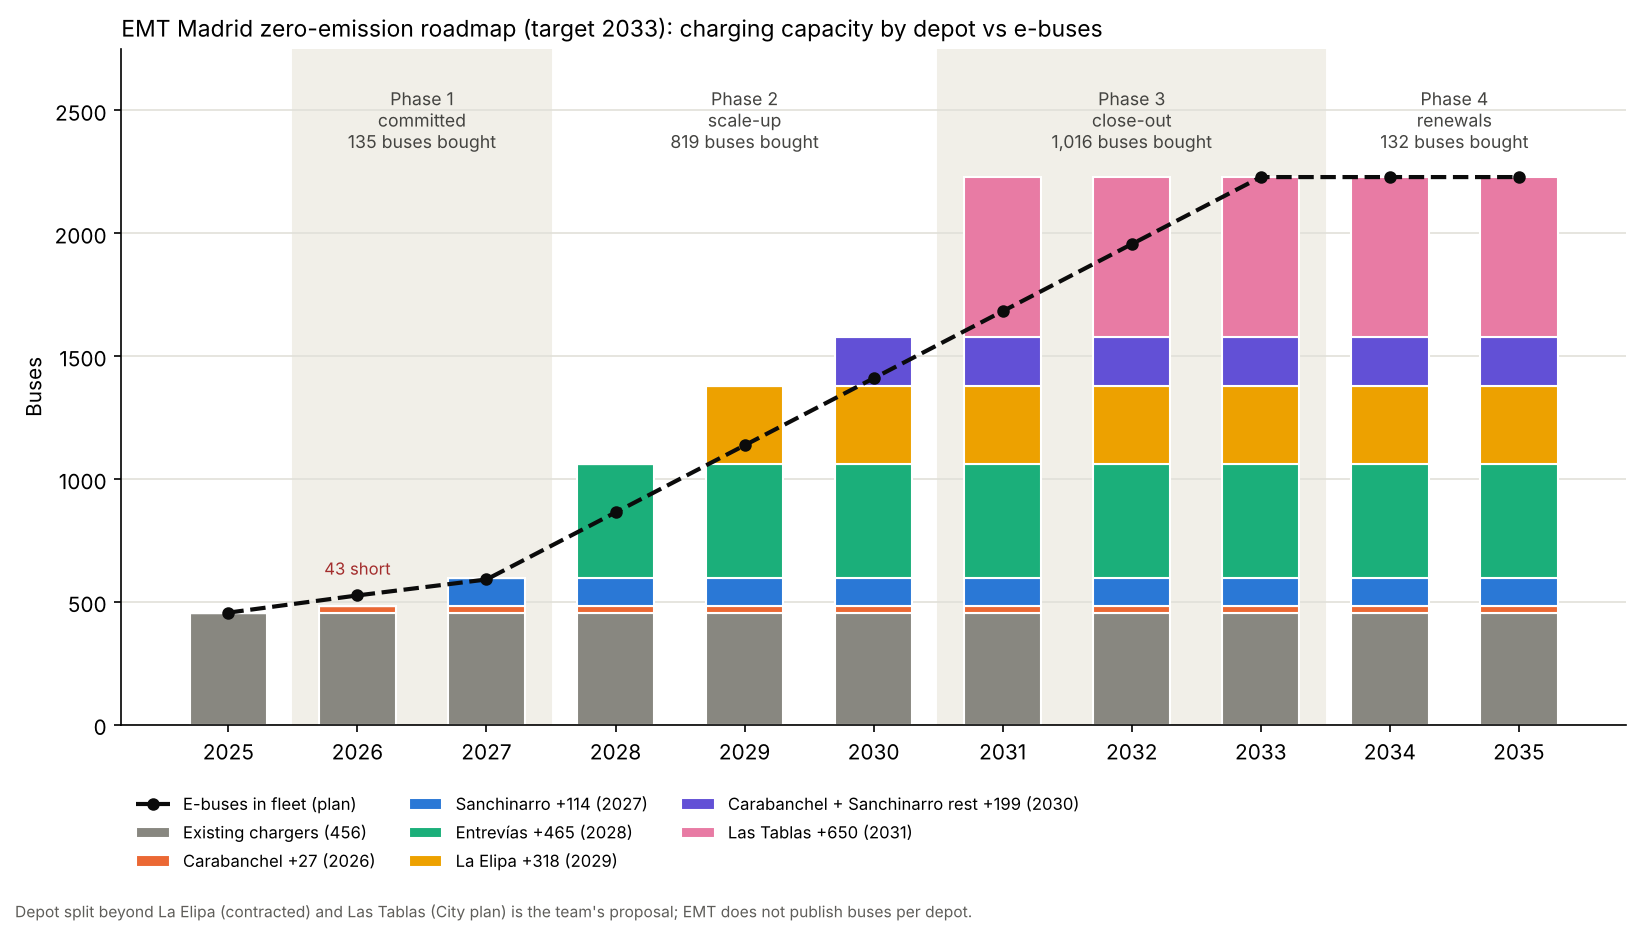 EMT Madrid zero-emission roadmap (target 2033): charging capacity by depot vs e-buses
Phase 1
committed
135 buses bought
Phase 2
scale-up
819 buses bought
Phase 3
close-out
1,016 buses bought
Phase 4
renewals
132 buses bought
Buses
2500
2000
1500
1000
500
0
43 short
2025
2026
2027
2028
2029
2030
2031
2032
2033
2034
2035
E-buses in fleet (plan)
Existing chargers (456)
Carabanchel +27 (2026)
Sanchinarro +114 (2027)
Entrevías +465 (2028)
La Elipa +318 (2029)
Carabanchel + Sanchinarro rest +199 (2030)
Las Tablas +650 (2031)
Depot split beyond La Elipa (contracted) and Las Tablas (City plan) is the team's proposal; EMT does not publish buses per depot.